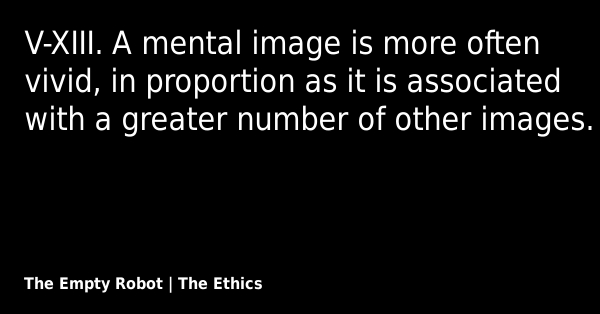 V-XIII. A mental image is more often
vivid, in proportion as it is associated
with a greater number of other images.
The Empty Robot | The Ethics